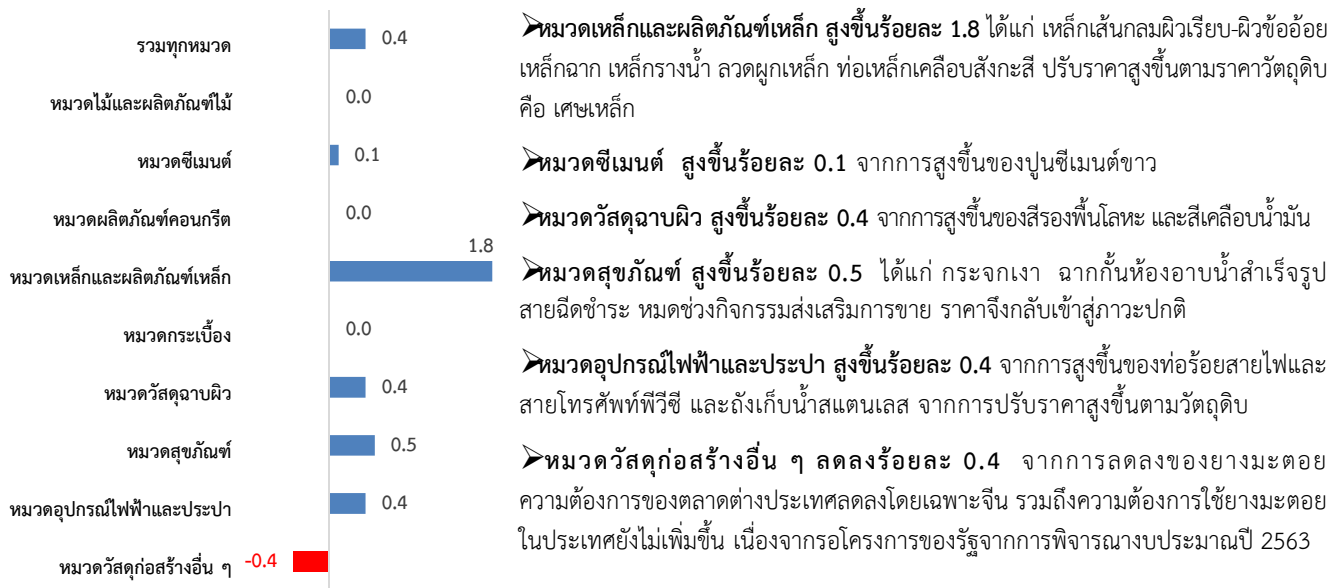 รวมทุกหมวด 0.4
หมวดไม้และผลิตภัณฑ์ไม้ 0.0
หมวดซีเมนต์ 0.1
หมวดผลิตภัณฑ์คอนกรีต 0.0
หมวดเหล็กและผลิตภัณฑ์เหล็ก 1.8
หมวดกระเบื้อง 0.0
หมวดวัสดุฉาบผิว 0.4
หมวดสุขภัณฑ์ 0.5
หมวดอุปกรณ์ไฟฟ้าและประปา 0.4
หมวดวัสดุก่อสร้างอื่น ๆ -0.4
➢หมวดเหล็กและผลิตภัณฑ์เหล็ก สูงขึ้นร้อยละ 1.8 ได้แก่ เหล็กเส้นกลมผิวเรียบ-ผิวข้ออ้อย
เหล็กฉาก เหล็กรางน้ำ ลวดผูกเหล็ก ท่อเหล็กเคลือบสังกะสี ปรับราคาสูงขึ้นตามราคาวัตถุดิบ
คือ เศษเหล็ก
➢หมวดซีเมนต์ สูงขึ้นร้อยละ 0.1 จากการสูงขึ้นของปูนซีเมนต์ขาว
➢หมวดวัสดุฉาบผิว สูงขึ้นร้อยละ 0.4 จากการสูงขึ้นของสีรองพื้นโลหะ และสีเคลือบน้ำมัน
➢หมวดสุขภัณฑ์ สูงขึ้นร้อยละ 0.5 ได้แก่ กระจกเงา ฉากกั้นห้องอาบน้ำสำเร็จรูป
สายฉีดชำระ หมดช่วงกิจกรรมส่งเสริมการขาย ราคาจึงกลับเข้าสู่ภาวะปกติ
➢หมวดอุปกรณ์ไฟฟ้าและประปา สูงขึ้นร้อยละ 0.4 จากการสูงขึ้นของท่อร้อยสายไฟและ
สายโทรศัพท์พีวีซี และถังเก็บน้ำสแตนเลส จากการปรับราคาสูงขึ้นตามวัตถุดิบ
➢หมวดวัสดุก่อสร้างอื่น ๆ ลดลงร้อยละ 0.4 จากการลดลงของยางมะตอย
ความต้องการของตลาดต่างประเทศลดลงโดยเฉพาะจีน รวมถึงความต้องการใช้ยางมะตอย
ในประเทศยังไม่เพิ่มขึ้น เนื่องจากรอโครงการของรัฐจากการพิจารณางบประมาณปี 2563